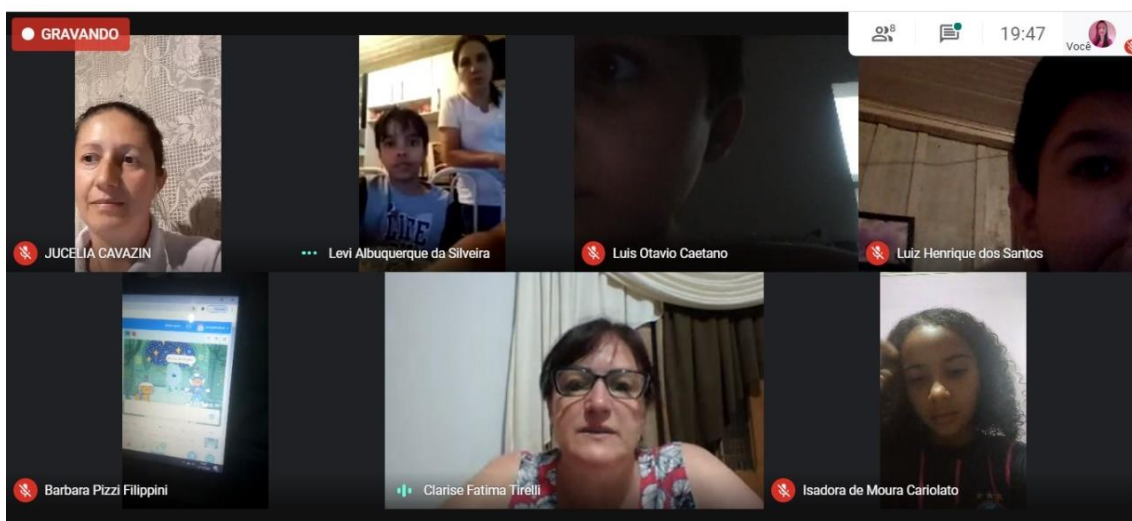 GRAVANDO
8
19:47
Você
JUCELIA CAVAZIN
Levi Albuquerque da Silveira
Luis Otavio Caetano
Luiz Henrique dos Santos
LIFE
Barbara Pizzi Filippini
Clarise Fatima Tirelli
Isadora de Moura Cariolato